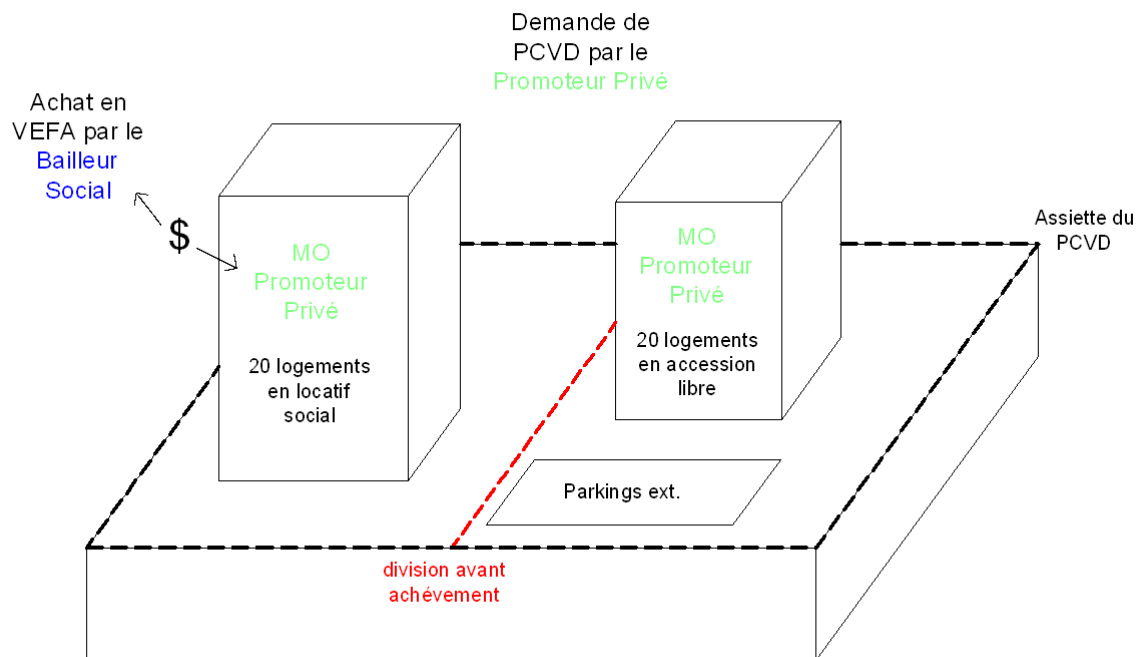 Demande de
PCVD par le
Promoteur Privé
Achat en
VEFA par le
Bailleur
Social
$
MO
Promoteur
Privé
20 logements
en locatif
social
MO
Promoteur
Privé
20 logements
en accession
libre
Assiette du
PCVD
Parkings ext.
division avant
achévement